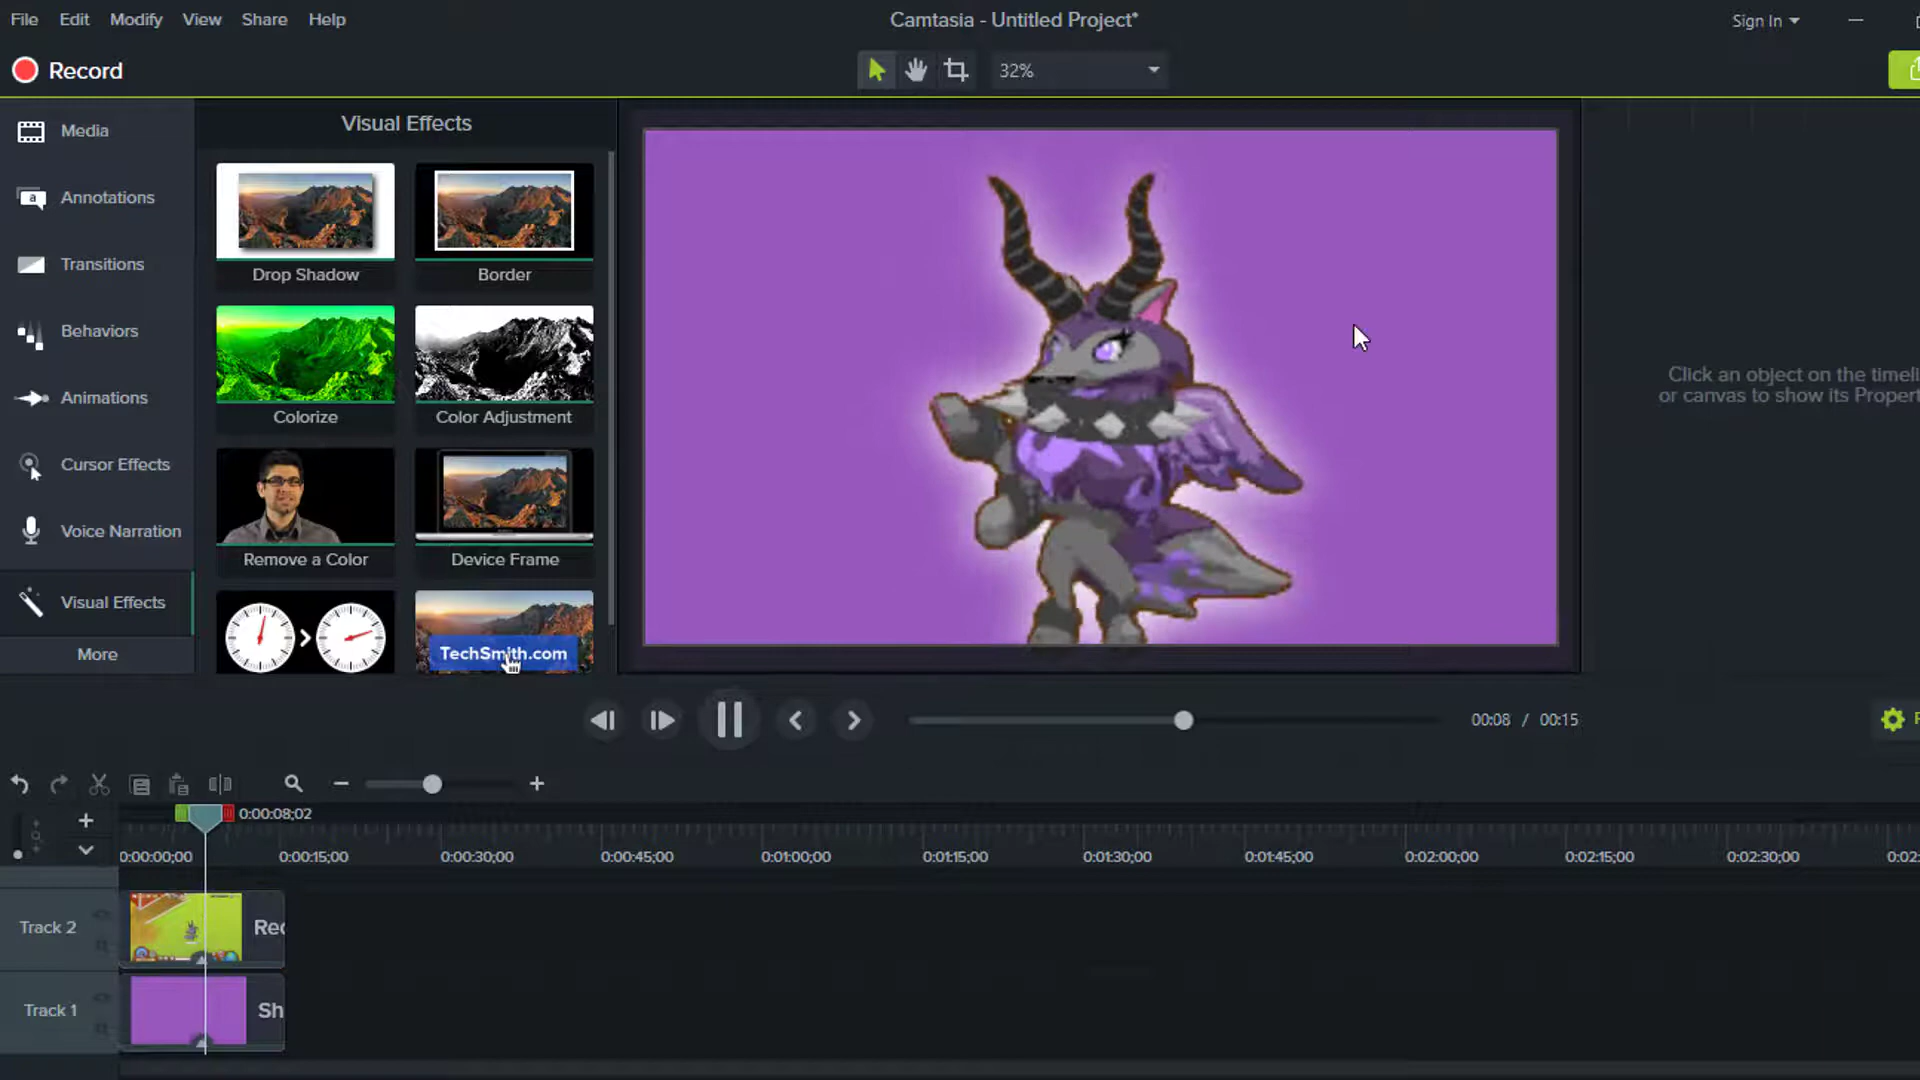 File Edit Modify View Share Help
Camtasia - Untitled Project*
Sign In
Record
32%
Media
Annotations
Transitions
Behaviors
Animations
Cursor Effects
Voice Narration
Visual Effects
More
Visual Effects
Drop Shadow
Border
Colorize
Color Adjustment
Remove a Color
Device Frame
TechSmith.com
Click an object on the timeli
or canvas to show its Propert
00:08 / 00:15
P
0:00:08;02
0:00:00;00 0:00:15;00 0:00:30;00 0:00:45;00 0:01:00;00 0:01:15;00 0:01:30;00 0:01:45;00 0:02:00;00 0:02:15;00 0:02:30;00 0:02:
Track 2
Rec
Track 1
Sh